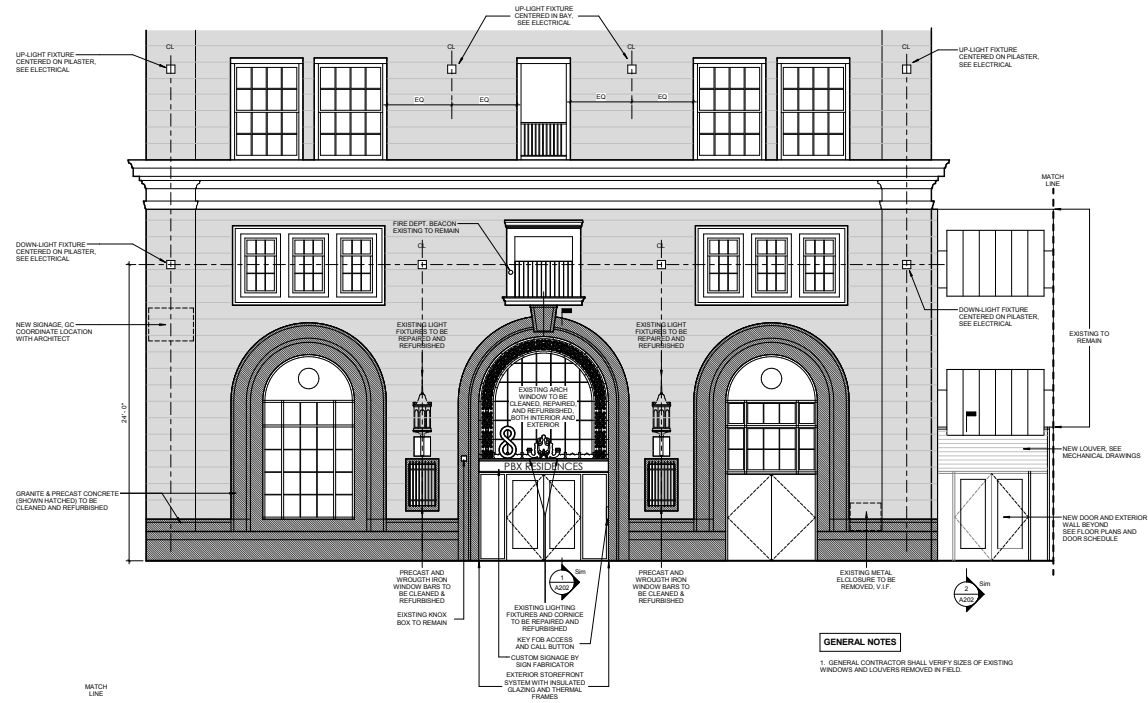 UP-LIGHT FIXTURE
CENTERED IN BAY,
SEE ELECTRICAL
UP-LIGHT FIXTURE
CENTERED ON PILASTER,
SEE ELECTRICAL
CL
CL
CL
CL
UP-LIGHT FIXTURE
CENTERED ON PILASTER,
SEE ELECTRICAL
EQ
EQ
EQ
EQ
MATCH
LINE
FIRE DEPT. BEACON
EXISTING TO REMAIN
DOWN-LIGHT FIXTURE
CENTERED ON PILASTER,
SEE ELECTRICAL
CL
CL
DOWN-LIGHT FIXTURE
CENTERED ON PILASTER,
SEE ELECTRICAL
NEW SIGNAGE, GC
COORDINATE LOCATION
WITH ARCHITECT
EXISTING LIGHT
FIXTURES TO BE
REPAIRED AND
REFURBISHED
EXISTING LIGHT
FIXTURES TO BE
REPAIRED AND
REFURBISHED
EXISTING TO
REMAIN
EXISTING ARCH
WINDOW TO BE
CLEANED, REPAIRED,
AND REFURBISHED,
BOTH INTERIOR AND
EXTERIOR
24'- 0"
8
PBX RESIDENCES
NEW LOUVER, SEE
MECHANICAL DRAWINGS
GRANITE & PRECAST CONCRETE
(SHOWN HATCHED) TO BE
CLEANED AND REFURBISHED
NEW DOOR AND EXTERIOR
WALL BEYOND
SEE FLOOR PLANS AND
DOOR SCHEDULE
PRECAST AND
WROUGTH IRON
WINDOW BARS TO
BE CLEANED &
REFURBISHED
1
A202
Sim
PRECAST AND
WROUGTH IRON
WINDOW BARS TO
BE CLEANED &
REFURBISHED
EXISTING METAL
ELCLOSURE TO BE
REMOVED, V.I.F.
2
A202
Sim
EIXSTING KNOX
BOX TO REMAIN
EXISTING LIGHTING
FIXTURES AND CORNICE
TO BE REPAIRED AND
REFURBISHED
KEY FOB ACCESS
AND CALL BUTTON
CUSTOM SIGNAGE BY
SIGN FABRICATOR
EXTERIOR STOREFRONT
SYSTEM WITH INSULATED
GLAZING AND THERMAL
FRAMES
GENERAL NOTES
1. GENERAL CONTRACTOR SHALL VERIFY SIZES OF EXISTING
WINDOWS AND LOUVERS REMOVED IN FIELD.
MATCH
LINE